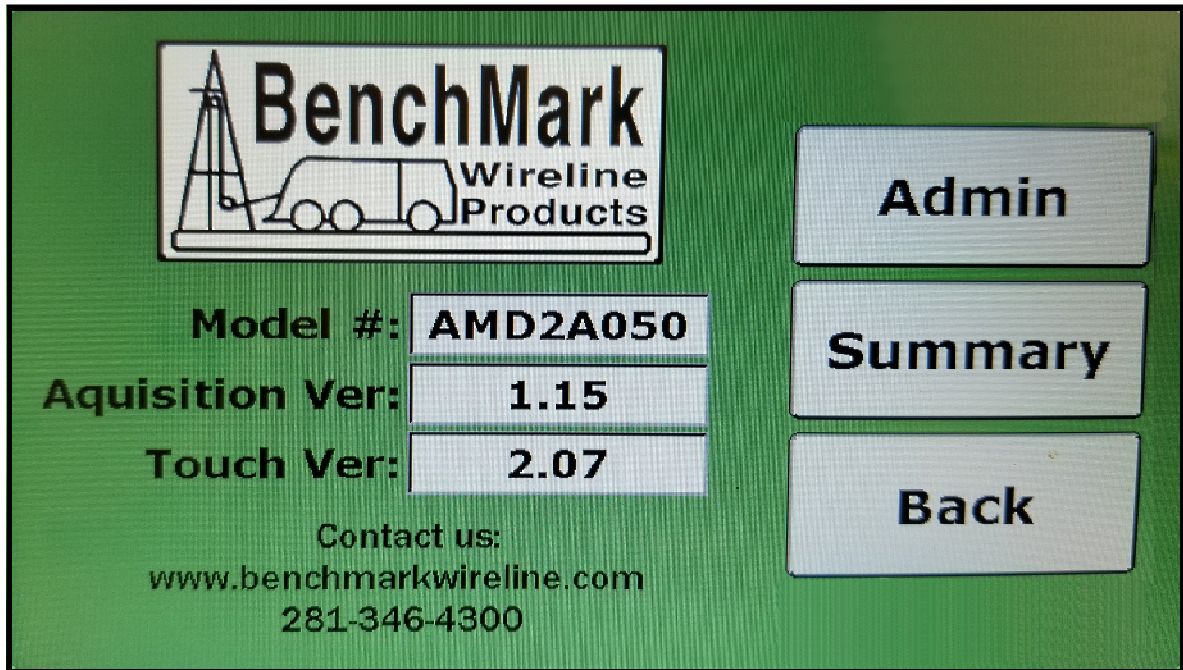 BenchMark
Wireline
Products
Admin
Model #: AMD2A050
Summary
Aquisition Ver: 1.15
Touch Ver: 2.07
Back
Contact us:
www.benchmarkwireline.com
281-346-4300